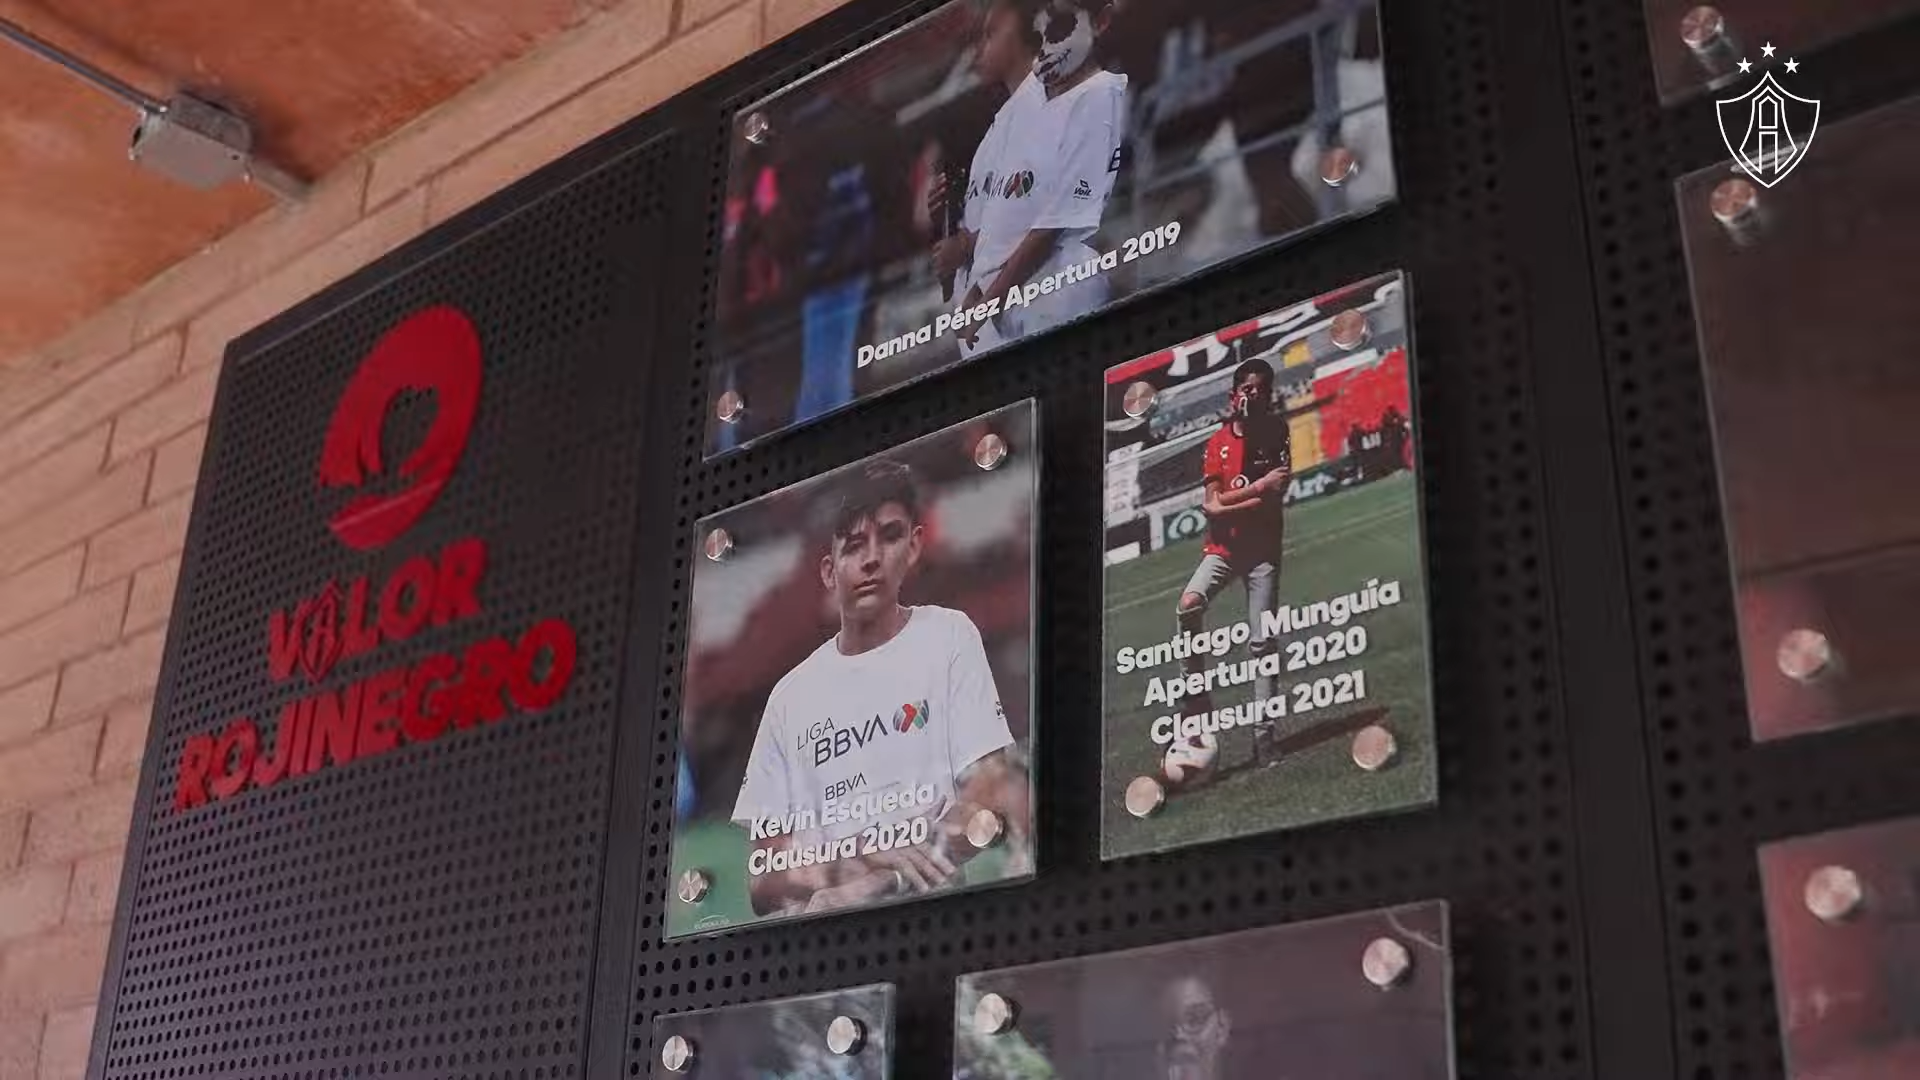 Danna Pérez Apertura 2019
VALOR
ROJINEGRO
LIGA
BBVA
BBVA
Kevin Esqueda
Clausura 2020
Santiago Munguía
Apertura 2020
Clausura 2021
Voit
A